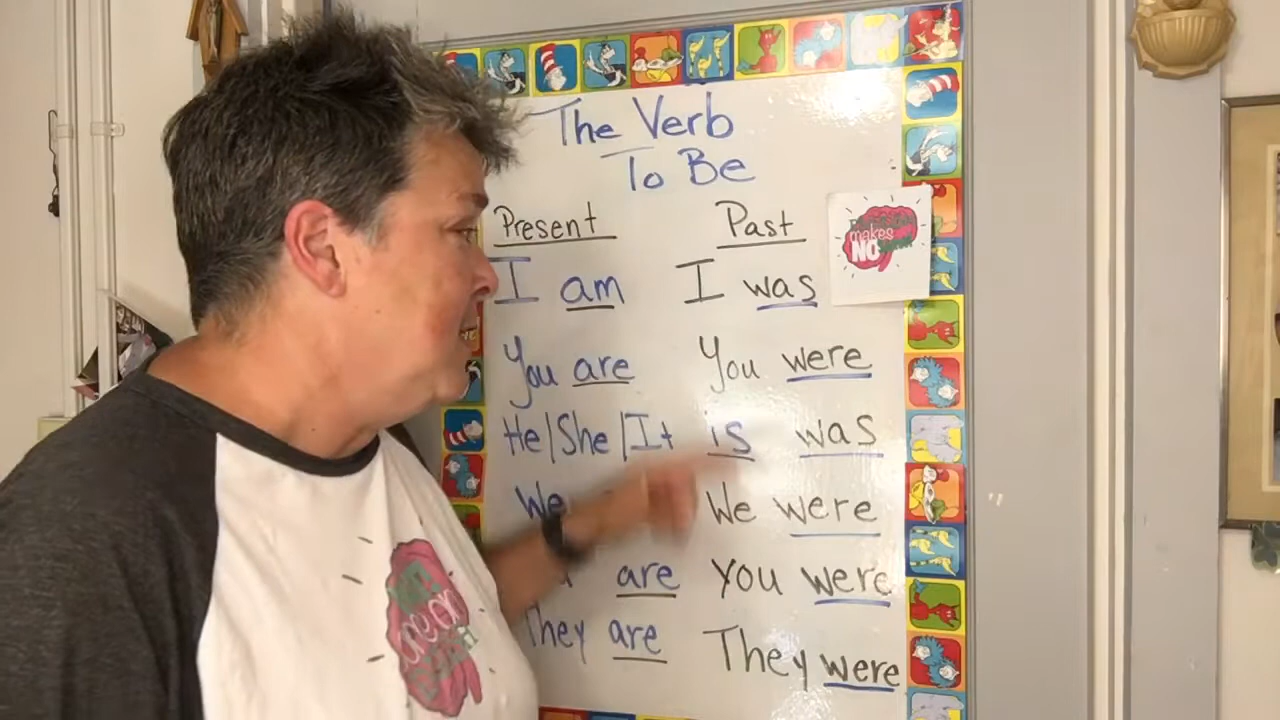 The Verb
To Be
Present Past
I am I was
You are You were
He/She/It is was
We We were
are you were
They are They were
makes
NO